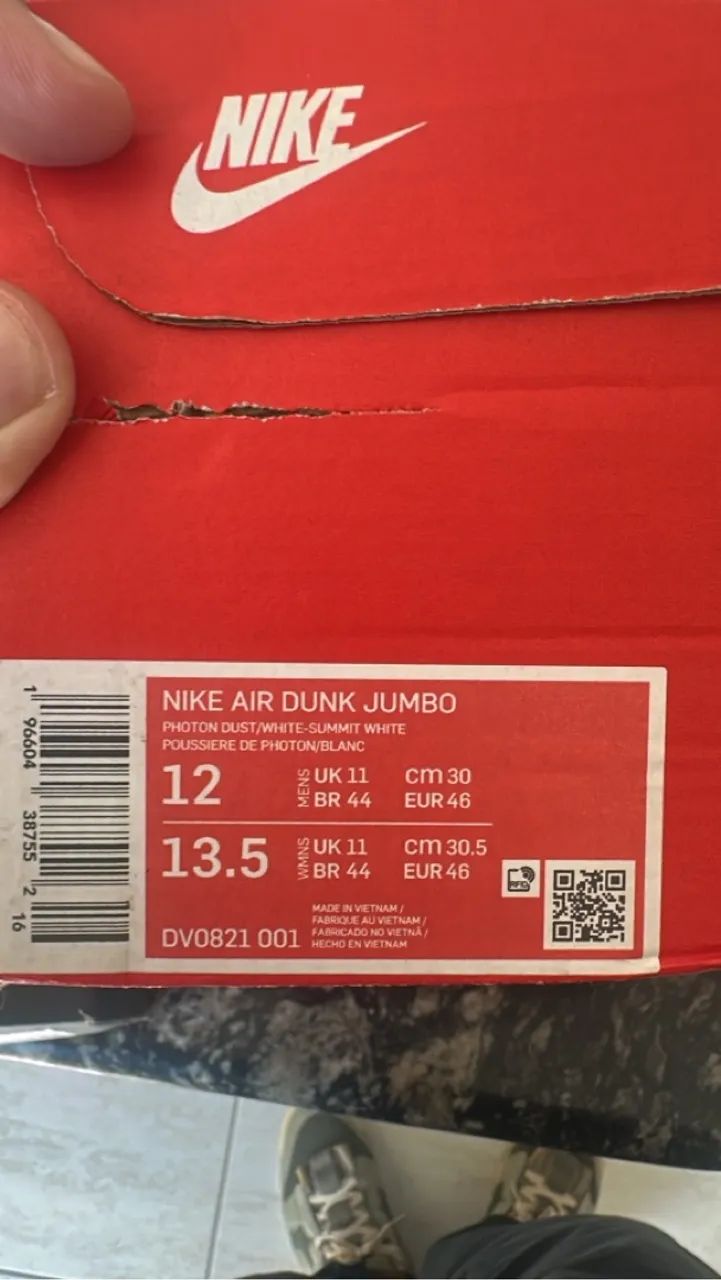 NIKE
NIKE AIR DUNK JUMBO
PHOTON DUST/WHITE-SUMMIT WHITE
POUSSIERE DE PHOTON/BLANC
12 MENS UK 11 cm 30
BR 44 EUR 46
13.5 WMNS UK 11 cm 30.5
BR 44 EUR 46
MADE IN VIETNAM /
FABRIQUE AU VIETNAM /
FABRICADO NO VIETNÃ /
HECHO EN VIETNAM
DV0821 001
1 96604 38755 2 16
RFID